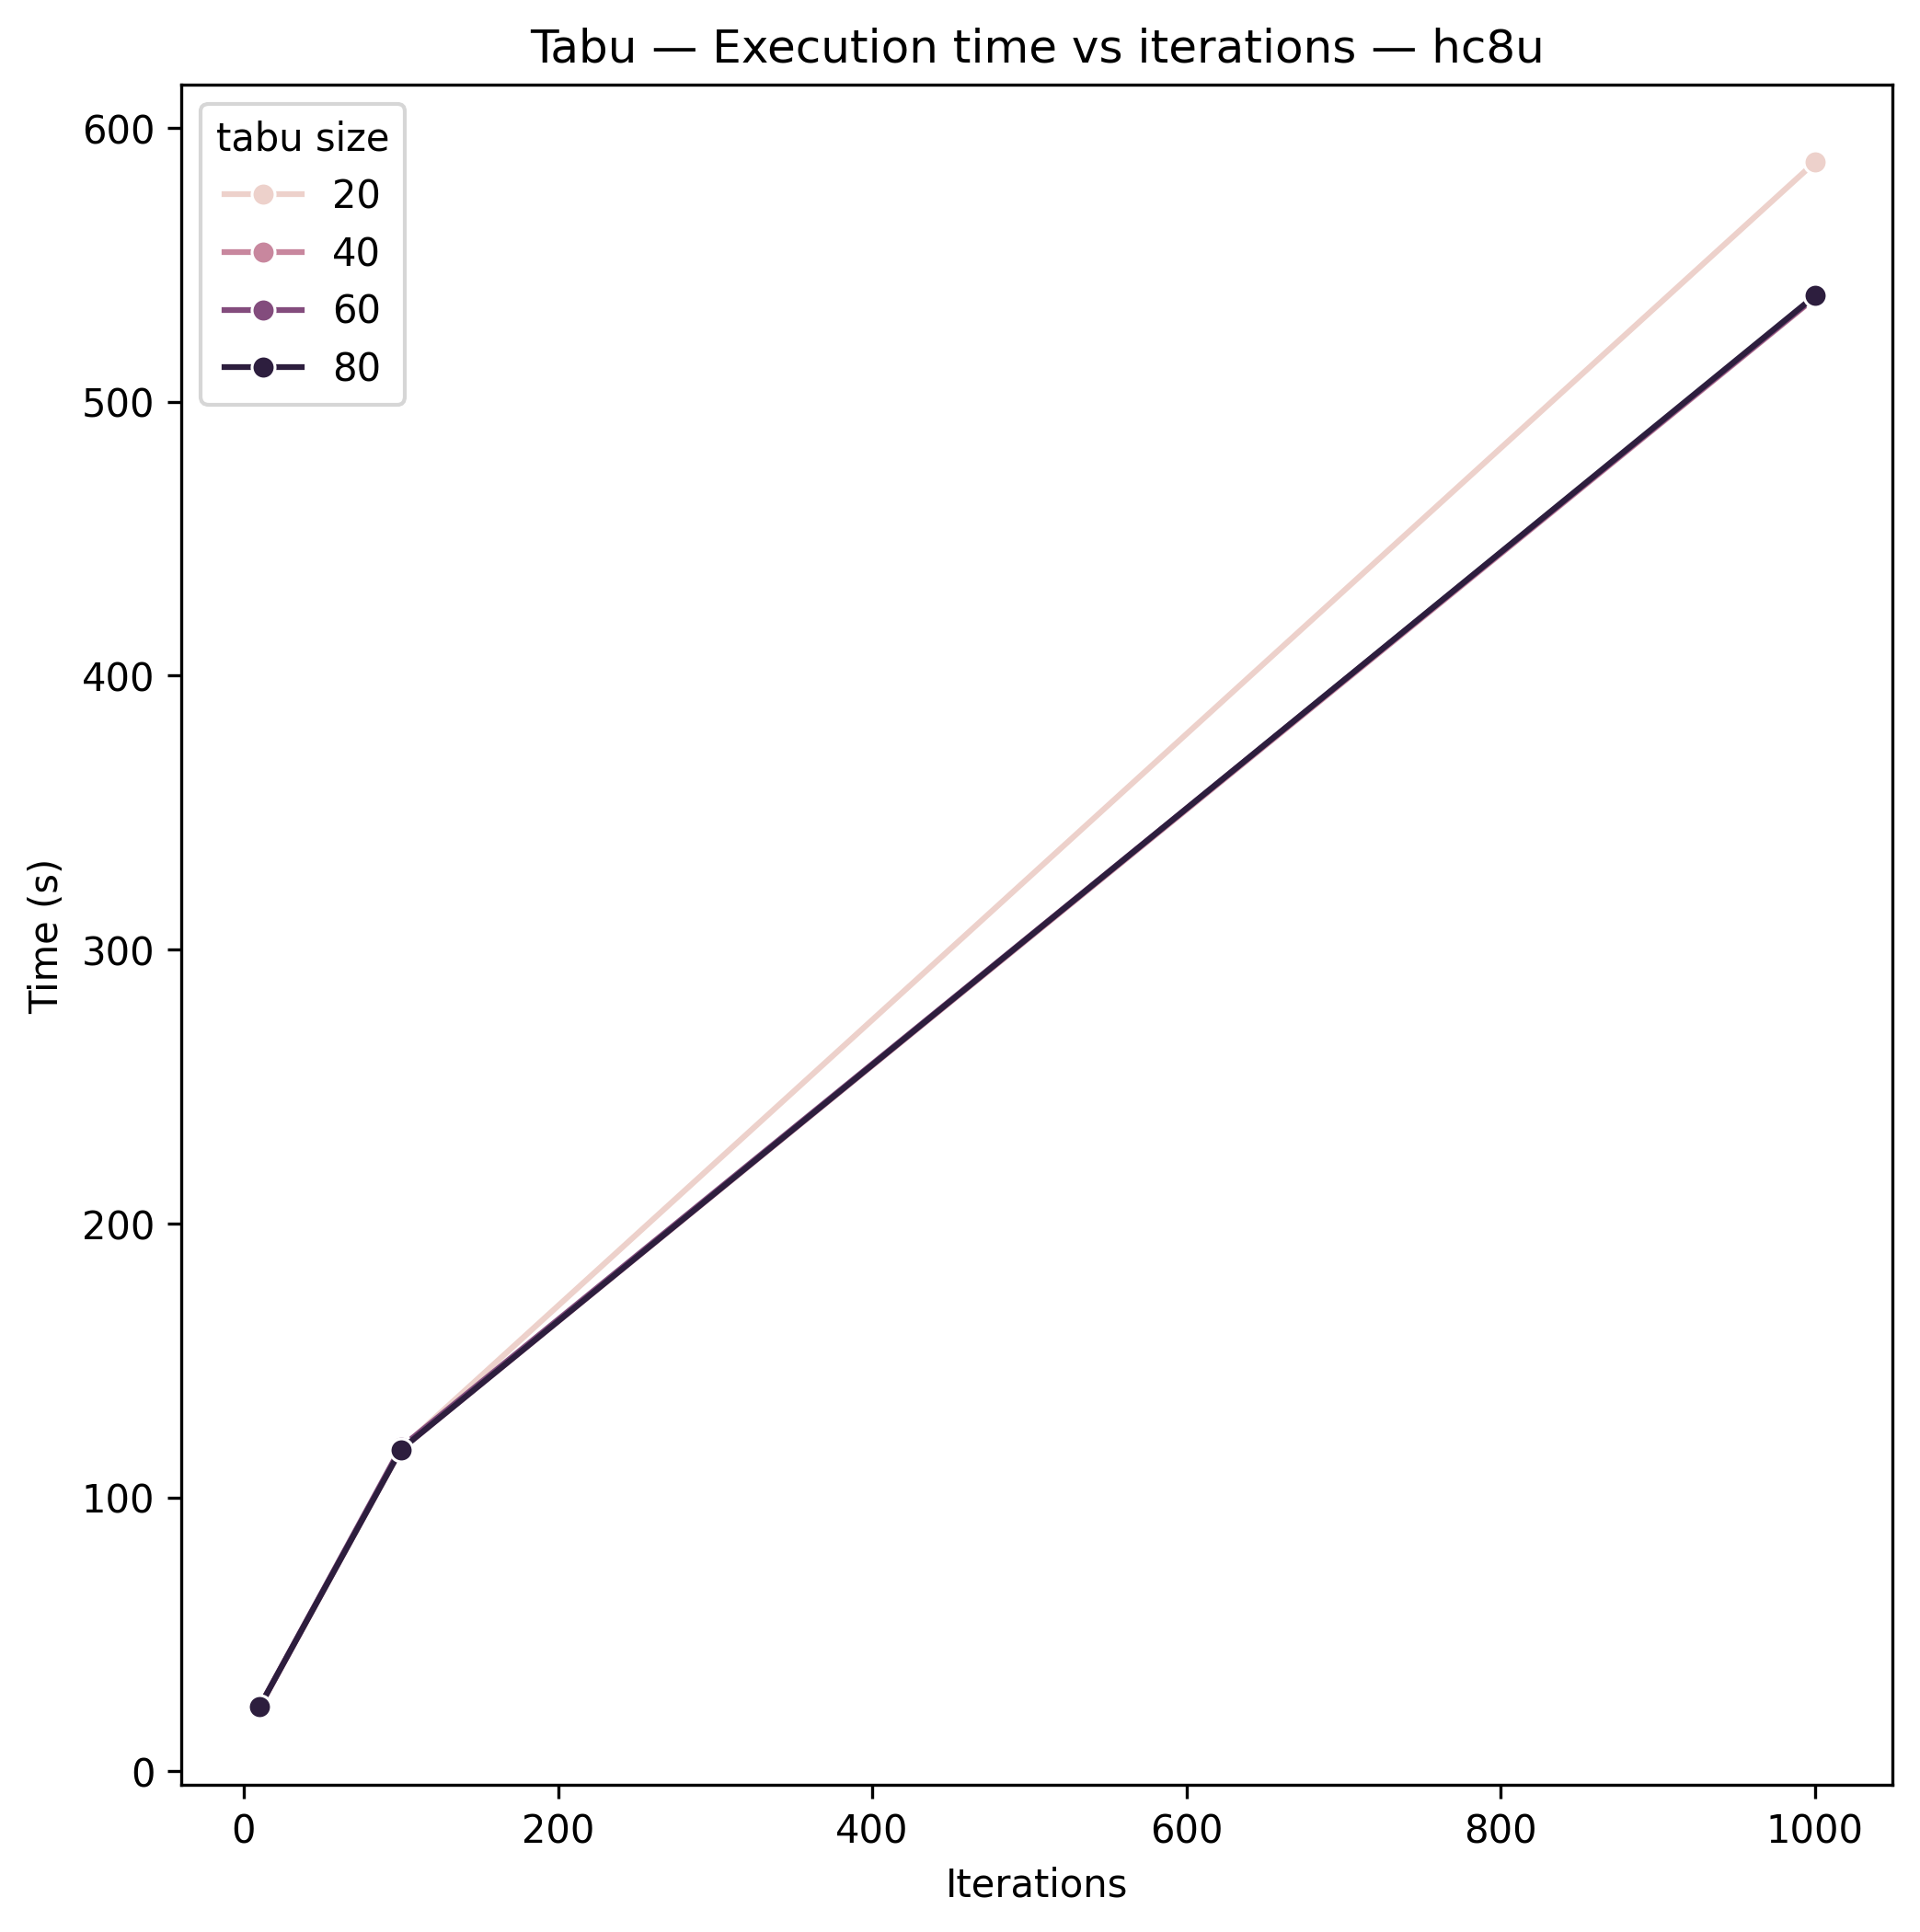 Tabu — Execution time vs iterations — hc8u
tabu size
20
40
60
80
600
500
400
300
200
100
0
Time (s)
0 200 400 600 800 1000
Iterations